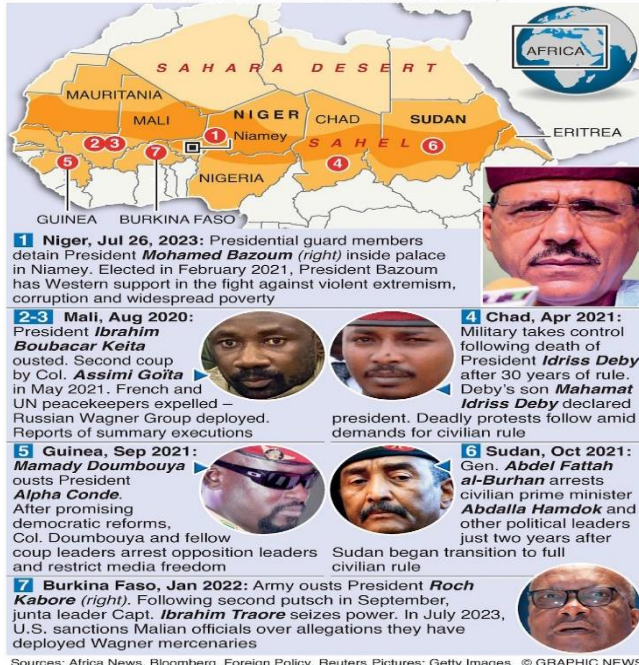 AFRICA
SAHARA DESERT
MAURITANIA
MALI
NIGER
CHAD
SUDAN
1
Niamey
2 3
7
5
SAHEL
6
4
ERITREA
NIGERIA
GUINEA
BURKINA FASO
1 Niger, Jul 26, 2023: Presidential guard members
detain President Mohamed Bazoum (right) inside palace
in Niamey. Elected in February 2021, President Bazoum
has Western support in the fight against violent extremism,
corruption and widespread poverty
2-3 Mali, Aug 2020:
President Ibrahim
Boubacar Keita
ousted. Second coup
by Col. Assimi Goïta
in May 2021. French and
UN peacekeepers expelled –
Russian Wagner Group deployed.
Reports of summary executions
4 Chad, Apr 2021:
Military takes control
following death of
President Idriss Deby
after 30 years of rule.
Deby's son Mahamat
Idriss Deby declared
president. Deadly protests follow amid
demands for civilian rule
5 Guinea, Sep 2021:
Mamady Doumbouya
ousts President
Alpha Conde.
After promising
democratic reforms,
Col. Doumbouya and fellow
coup leaders arrest opposition leaders
and restrict media freedom
6 Sudan, Oct 2021:
Gen. Abdel Fattah
al-Burhan arrests
civilian prime minister
Abdalla Hamdok and
other political leaders
just two years after
Sudan began transition to full
civilian rule
7 Burkina Faso, Jan 2022: Army ousts President Roch
Kabore (right). Following second putsch in September,
junta leader Capt. Ibrahim Traore seizes power. In July 2023,
U.S. sanctions Malian officials over allegations they have
deployed Wagner mercenaries
Sources: Africa News, Bloomberg, Foreign Policy, Reuters Pictures: Getty Images © GRAPHIC NEWS